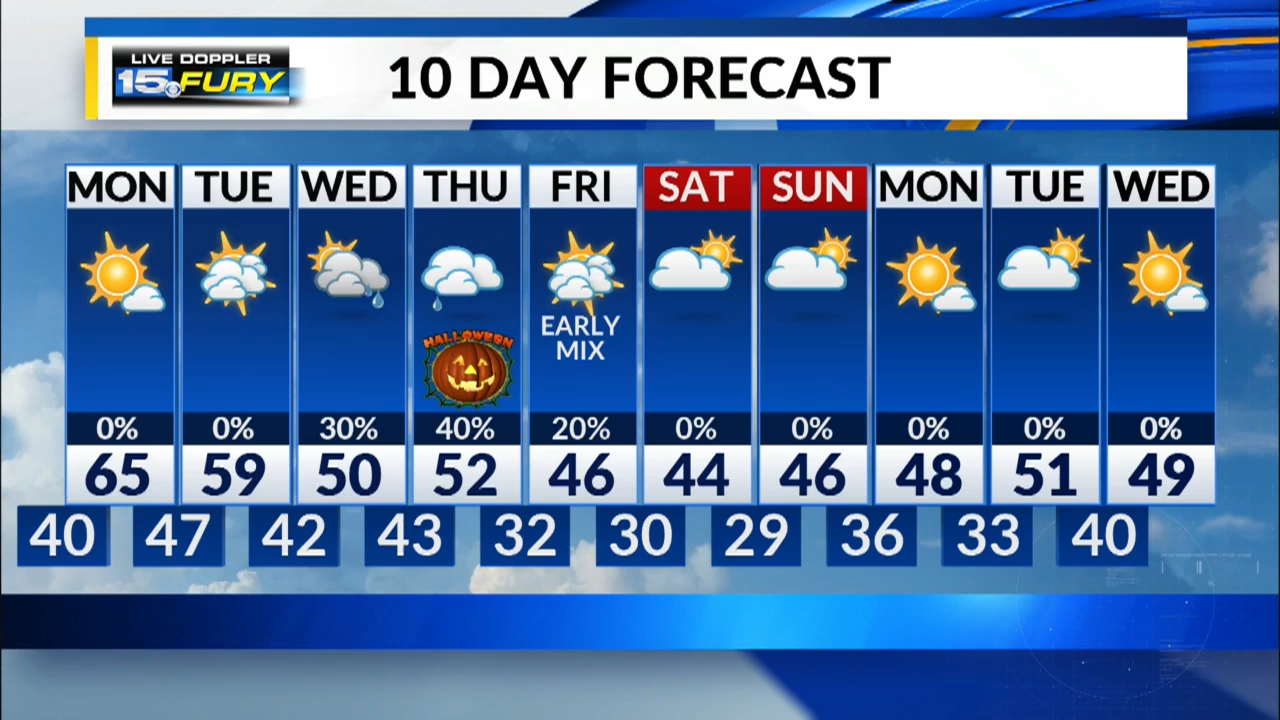 LIVE DOPPLER
15 FURY
10 DAY FORECAST
MON TUE WED THU FRI SAT SUN MON TUE WED
HALLOWEEN
EARLY
MIX
0% 0% 30% 40% 20% 0% 0% 0% 0% 0%
65 59 50 52 46 44 46 48 51 49
40 47 42 43 32 30 29 36 33 40